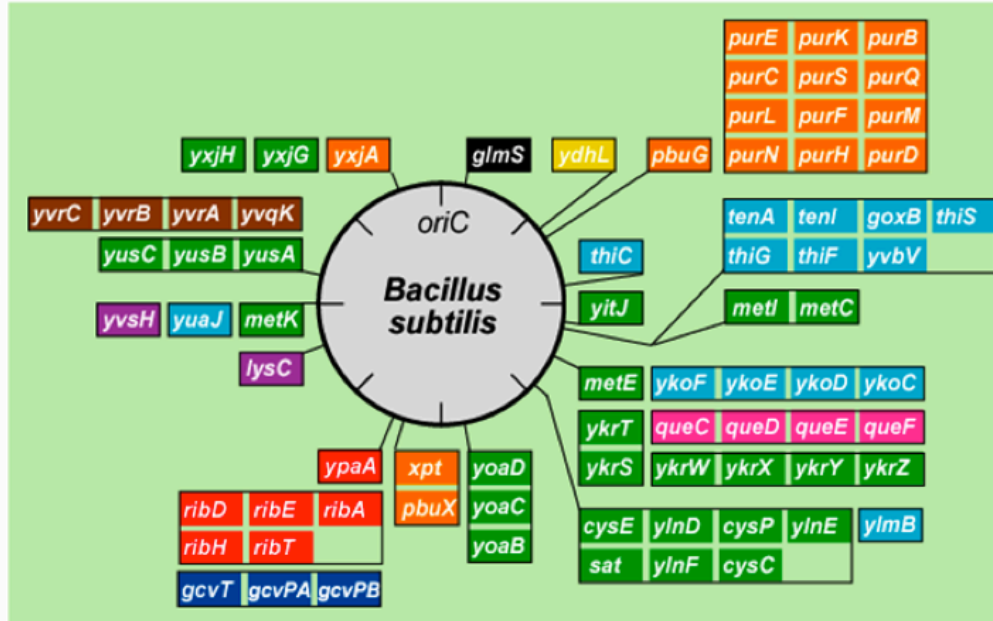 purE purK purB
purC purS purQ
purL purF purM
purN purH purD
yxjH yxjG yxjA glmS ydhL pbuG
yvrC yvrB yvrA yvqK
yusC yusB yusA
oriC
Bacillus
subtilis
tenA tenI goxB thiS
thiG thiF yvbV
thiC
yitJ
metI metC
yvsH yuaJ metK
lysC
metE ykoF ykoE ykoD ykoC
ykrT queC queD queE queF
ykrS ykrW ykrX ykrY ykrZ
ypaA xpt yoaD
pbuX yoaC
yoaB
ribD ribE ribA
ribH ribT
gcvT gcvPA gcvPB
cysE ylnD cysP ylnE ylmB
sat ylnF cysC